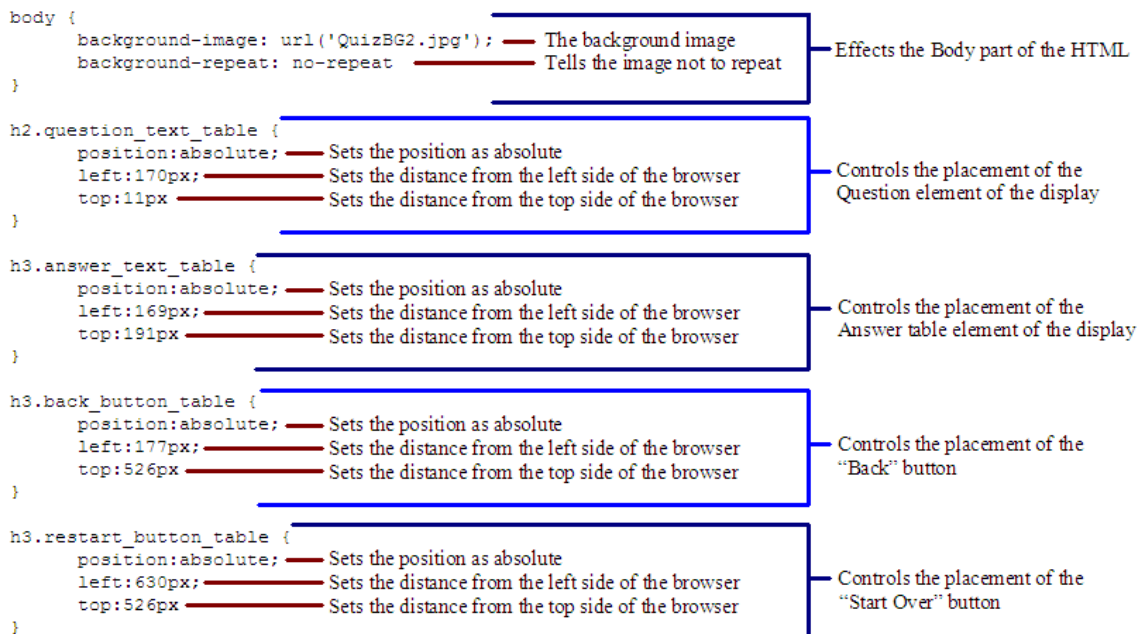 body {
background-image: url('QuizBG2.jpg'); The background image
background-repeat: no-repeat Tells the image not to repeat
}
Effects the Body part of the HTML
h2.question_text_table {
position:absolute; Sets the position as absolute
left:170px; Sets the distance from the left side of the browser
top:11px Sets the distance from the top side of the browser
}
Controls the placement of the
Question element of the display
h3.answer_text_table {
position:absolute; Sets the position as absolute
left:169px; Sets the distance from the left side of the browser
top:191px Sets the distance from the top side of the browser
}
Controls the placement of the
Answer table element of the display
h3.back_button_table {
position:absolute; Sets the position as absolute
left:177px; Sets the distance from the left side of the browser
top:526px Sets the distance from the top side of the browser
}
Controls the placement of the
“Back” button
h3.restart_button_table {
position:absolute; Sets the position as absolute
left:630px; Sets the distance from the left side of the browser
top:526px Sets the distance from the top side of the browser
}
Controls the placement of the
“Start Over” button